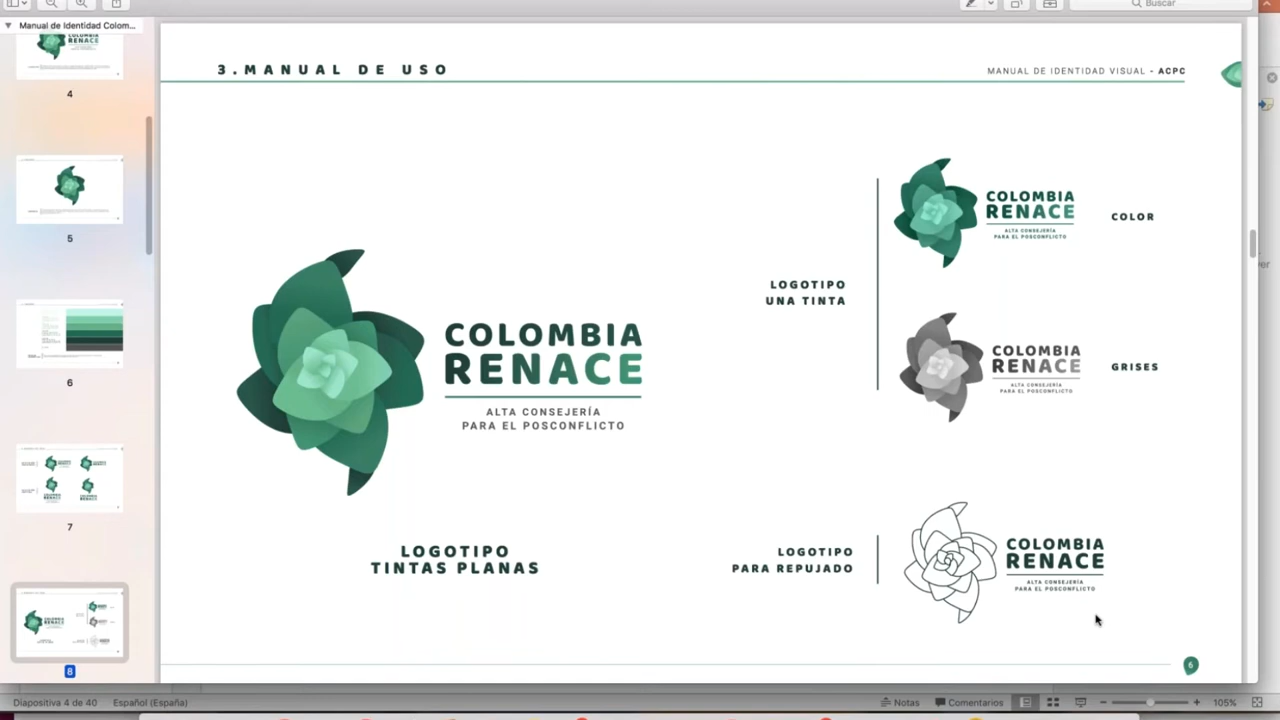 Buscar
Manual de Identidad Colom...
4
5
6
7
8
3.MANUAL DE USO
MANUAL DE IDENTIDAD VISUAL - ACPC
COLOMBIA
RENACE
ALTA CONSEJERÍA
PARA EL POSCONFLICTO
LOGOTIPO
TINTAS PLANAS
LOGOTIPO
UNA TINTA
COLOMBIA
RENACE
ALTA CONSEJERÍA
PARA EL POSCONFLICTO
COLOR
COLOMBIA
RENACE
ALTA CONSEJERÍA
PARA EL POSCONFLICTO
GRISES
LOGOTIPO
PARA REPUJADO
COLOMBIA
RENACE
ALTA CONSEJERÍA
PARA EL POSCONFLICTO
6
Diapositiva 4 de 40
Español (España)
Notas
Comentarios
105%